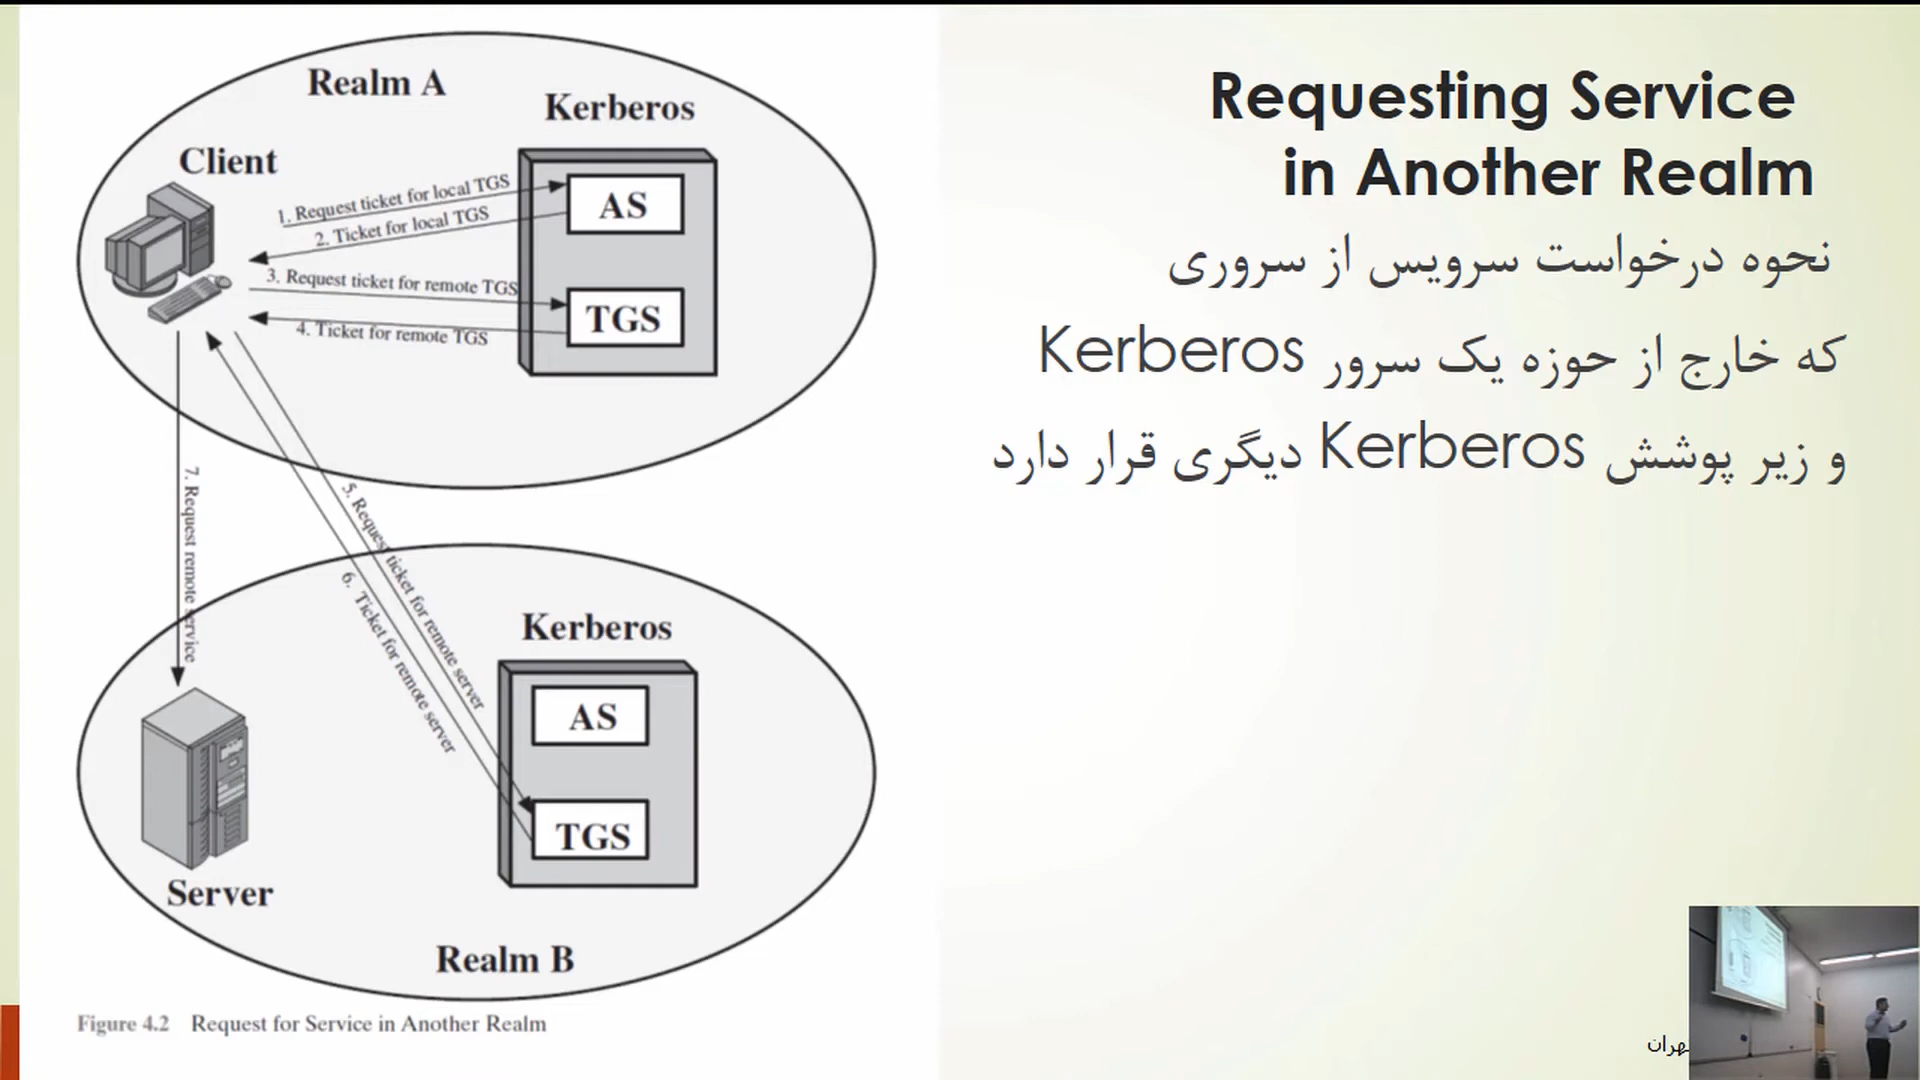 Requesting Service
in Another Realm
نحوه درخواست سرویس از سروری
که خارج از حوزه یک سرور Kerberos
و زیر پوشش Kerberos دیگری قرار دارد
Realm A
Kerberos
Client
1. Request ticket for local TGS
AS
2. Ticket for local TGS
3. Request ticket for remote TGS
TGS
4. Ticket for remote TGS
5. Request ticket for remote server
6. Ticket for remote server
7. Request remote service
Kerberos
AS
TGS
Server
Realm B
Figure 4.2 Request for Service in Another Realm